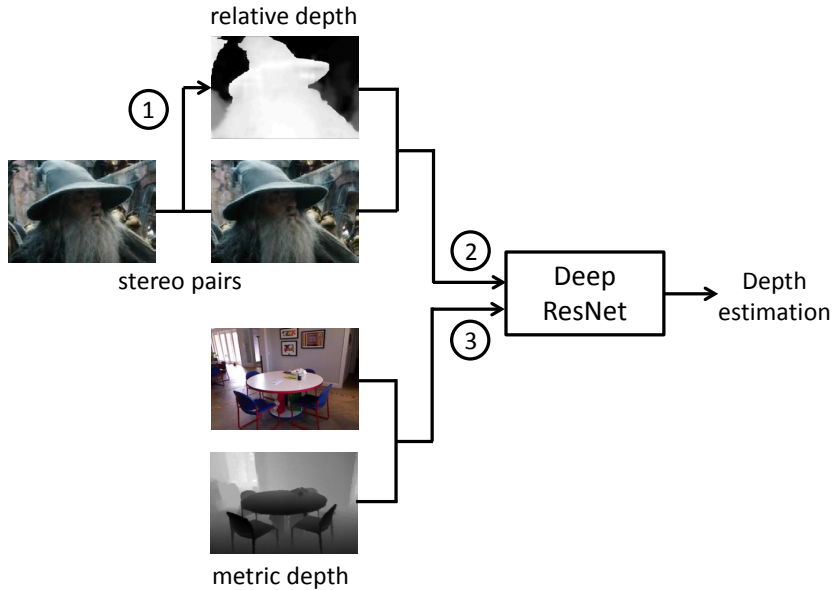 relative depth
1
stereo pairs
2
Deep
ResNet
Depth
estimation
3
metric depth